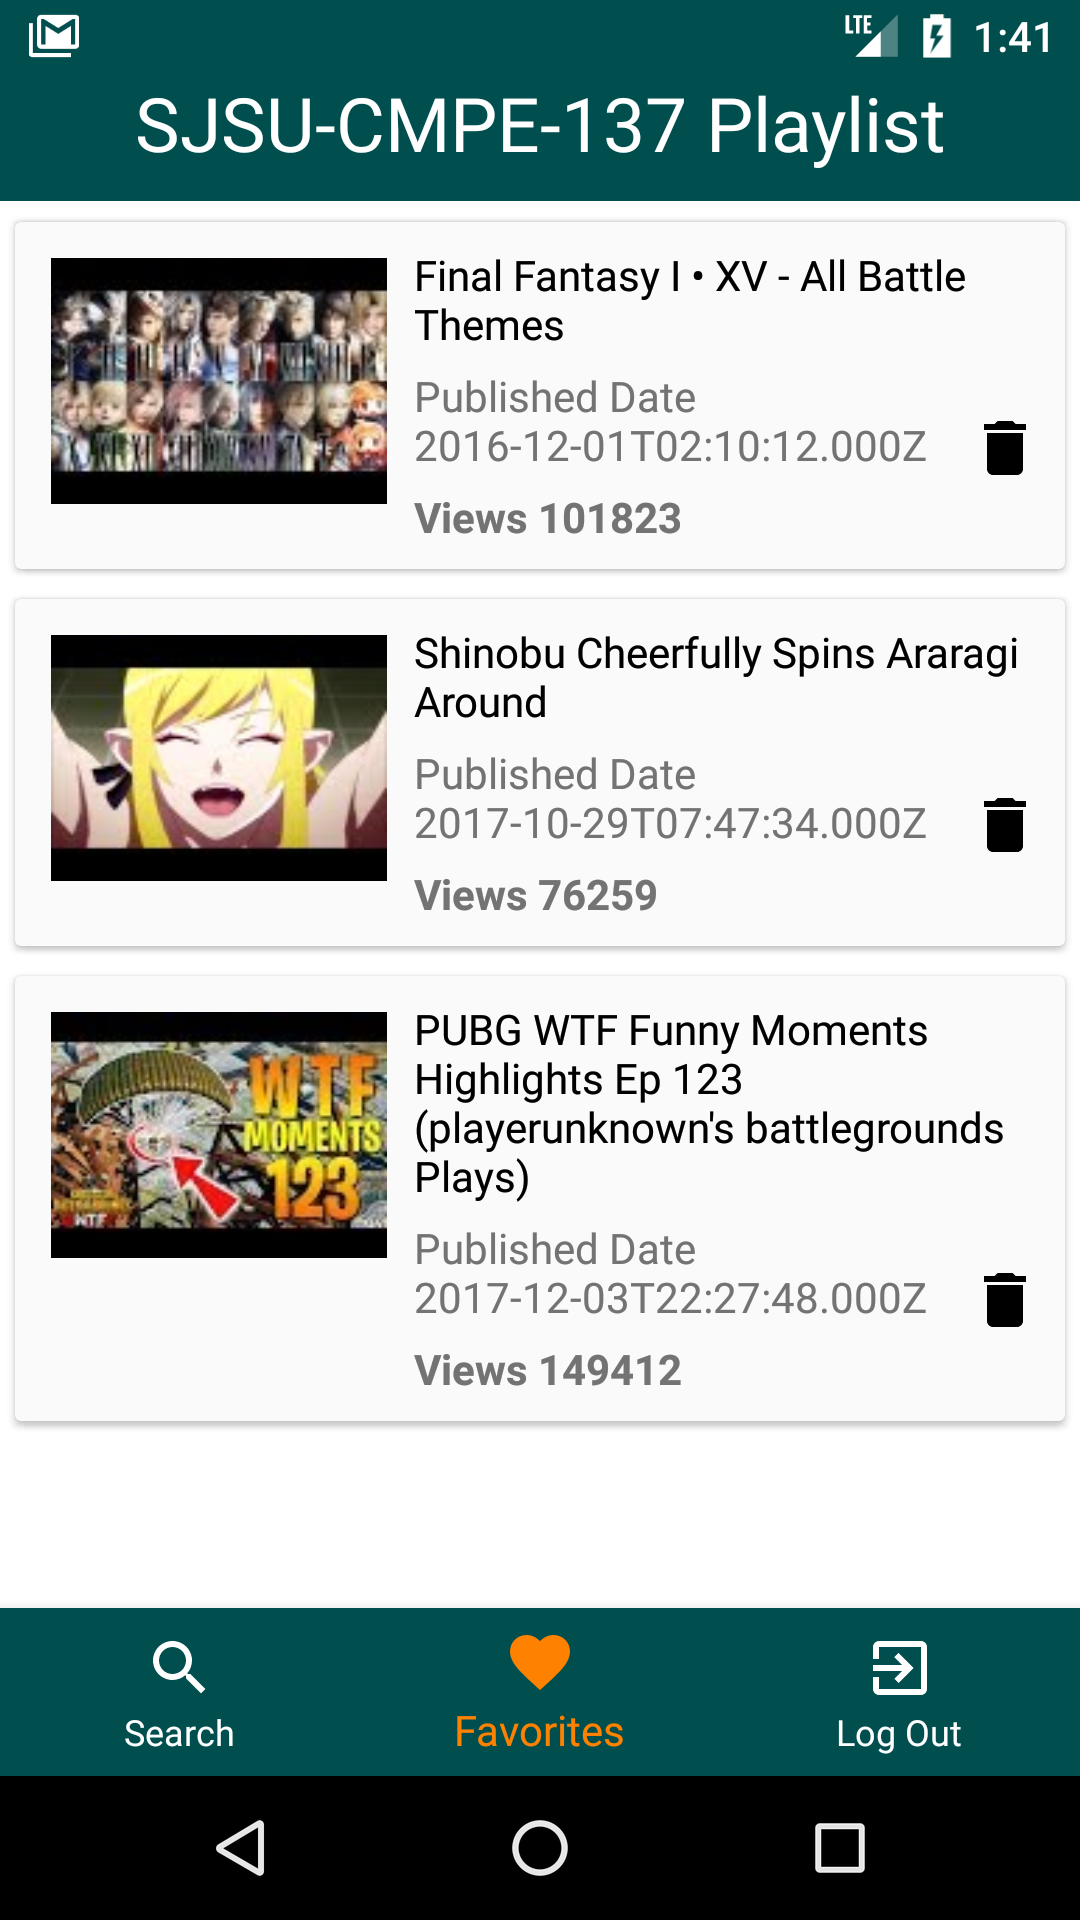 LTE 1:41
SJSU-CMPE-137 Playlist
Final Fantasy I • XV - All Battle
Themes
Published Date
2016-12-01T02:10:12.000Z
Views 101823
Shinobu Cheerfully Spins Araragi
Around
Published Date
2017-10-29T07:47:34.000Z
Views 76259
WTF
MOMENTS
123
PUBG WTF Funny Moments
Highlights Ep 123
(playerunknown's battlegrounds
Plays)
Published Date
2017-12-03T22:27:48.000Z
Views 149412
Search
Favorites
Log Out